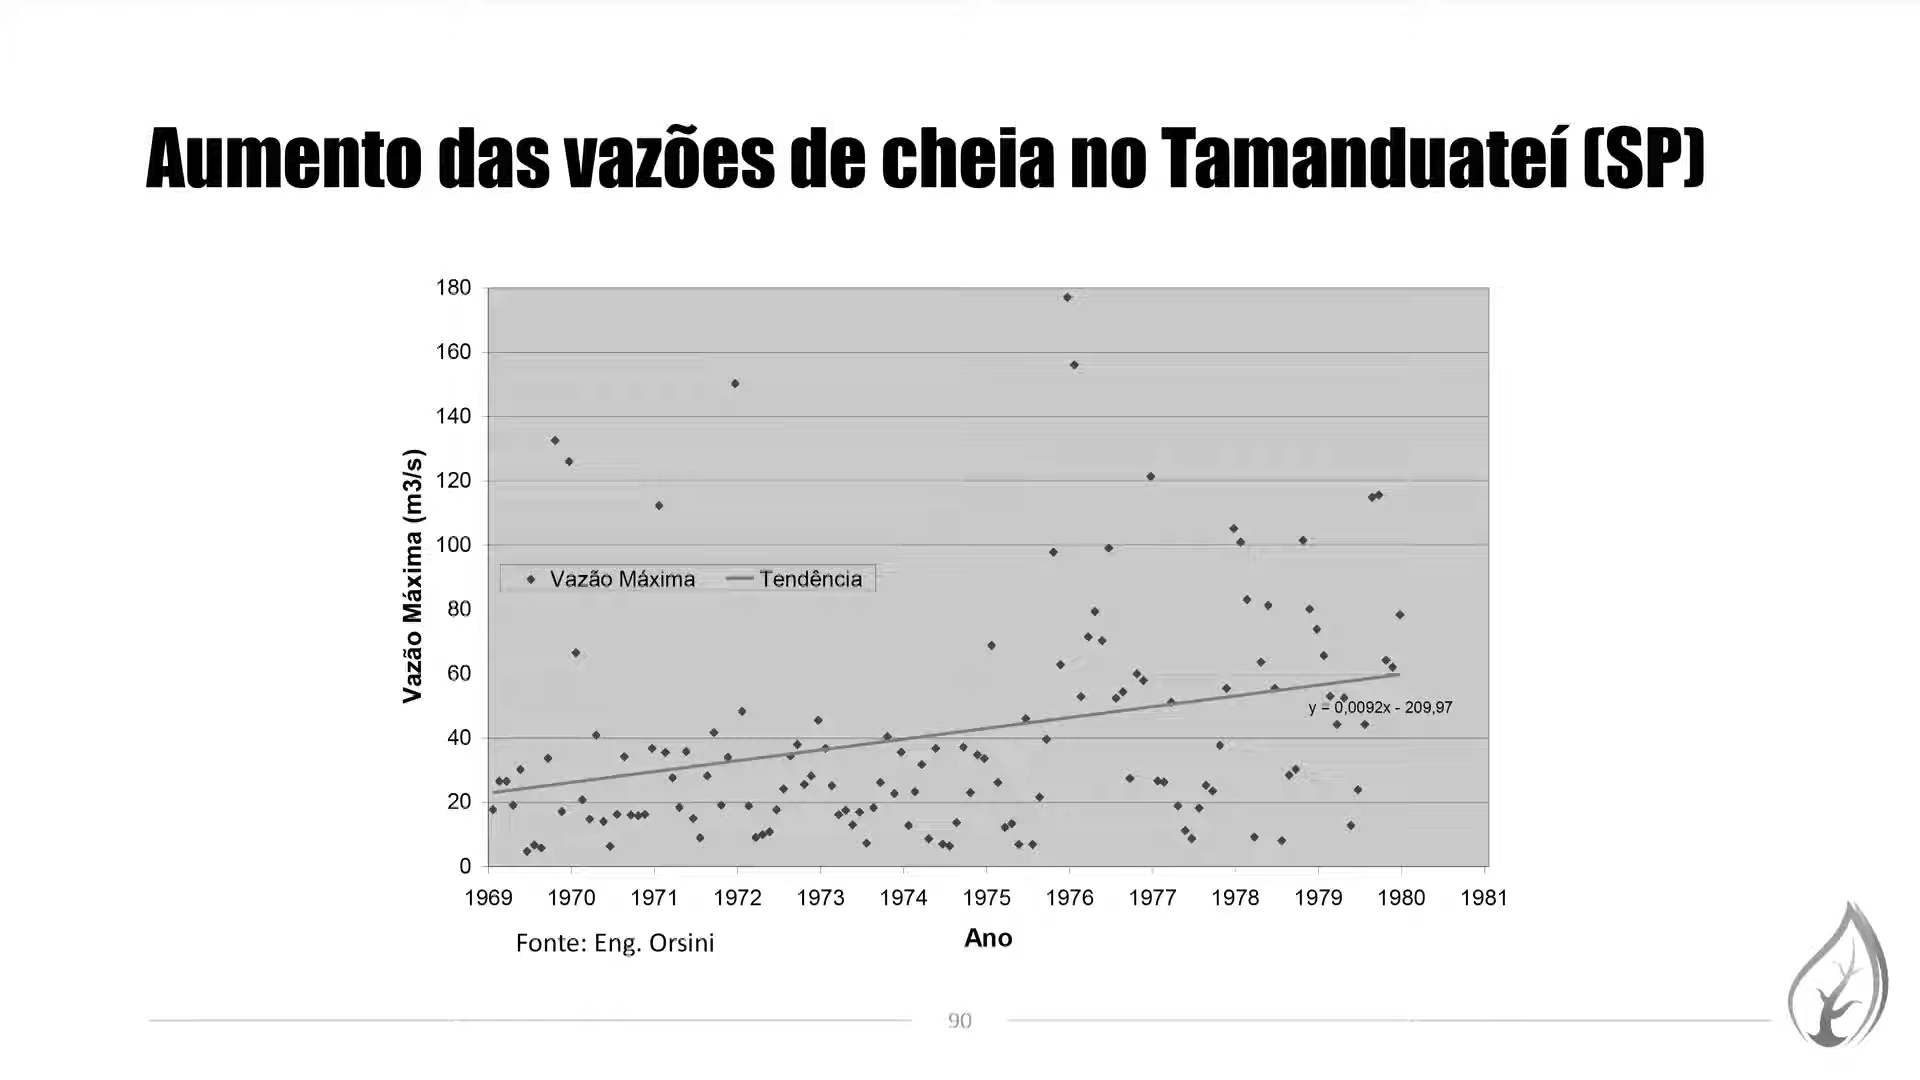 Aumento das vazões de cheia no Tamanduateí (SP)
180
160
140
120
100
80
60
40
20
0
Vazão Máxima (m3/s)
Vazão Máxima Tendência
y = 0,0092x - 209,97
1969 1970 1971 1972 1973 1974 1975 1976 1977 1978 1979 1980 1981
Ano
Fonte: Eng. Orsini
90